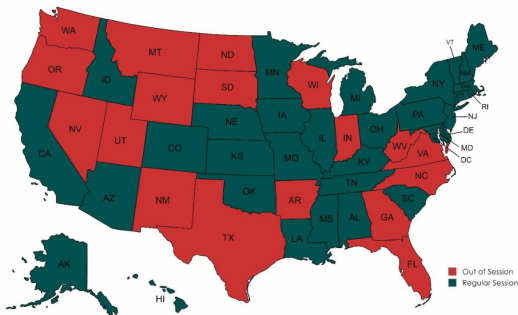 WA
MT
ND
MN
VT
ME
OR
ID
SD
WI
MI
NY
NH
WY
MA
CT
RI
NV
NE
IA
PA
NJ
UT
CO
IL
IN
OH
DE
CA
KS
MO
WV
VA
MD
KY
DC
AZ
NM
OK
AR
TN
NC
SC
TX
LA
MS
AL
GA
FL
AK
HI
Out of Session
Regular Session